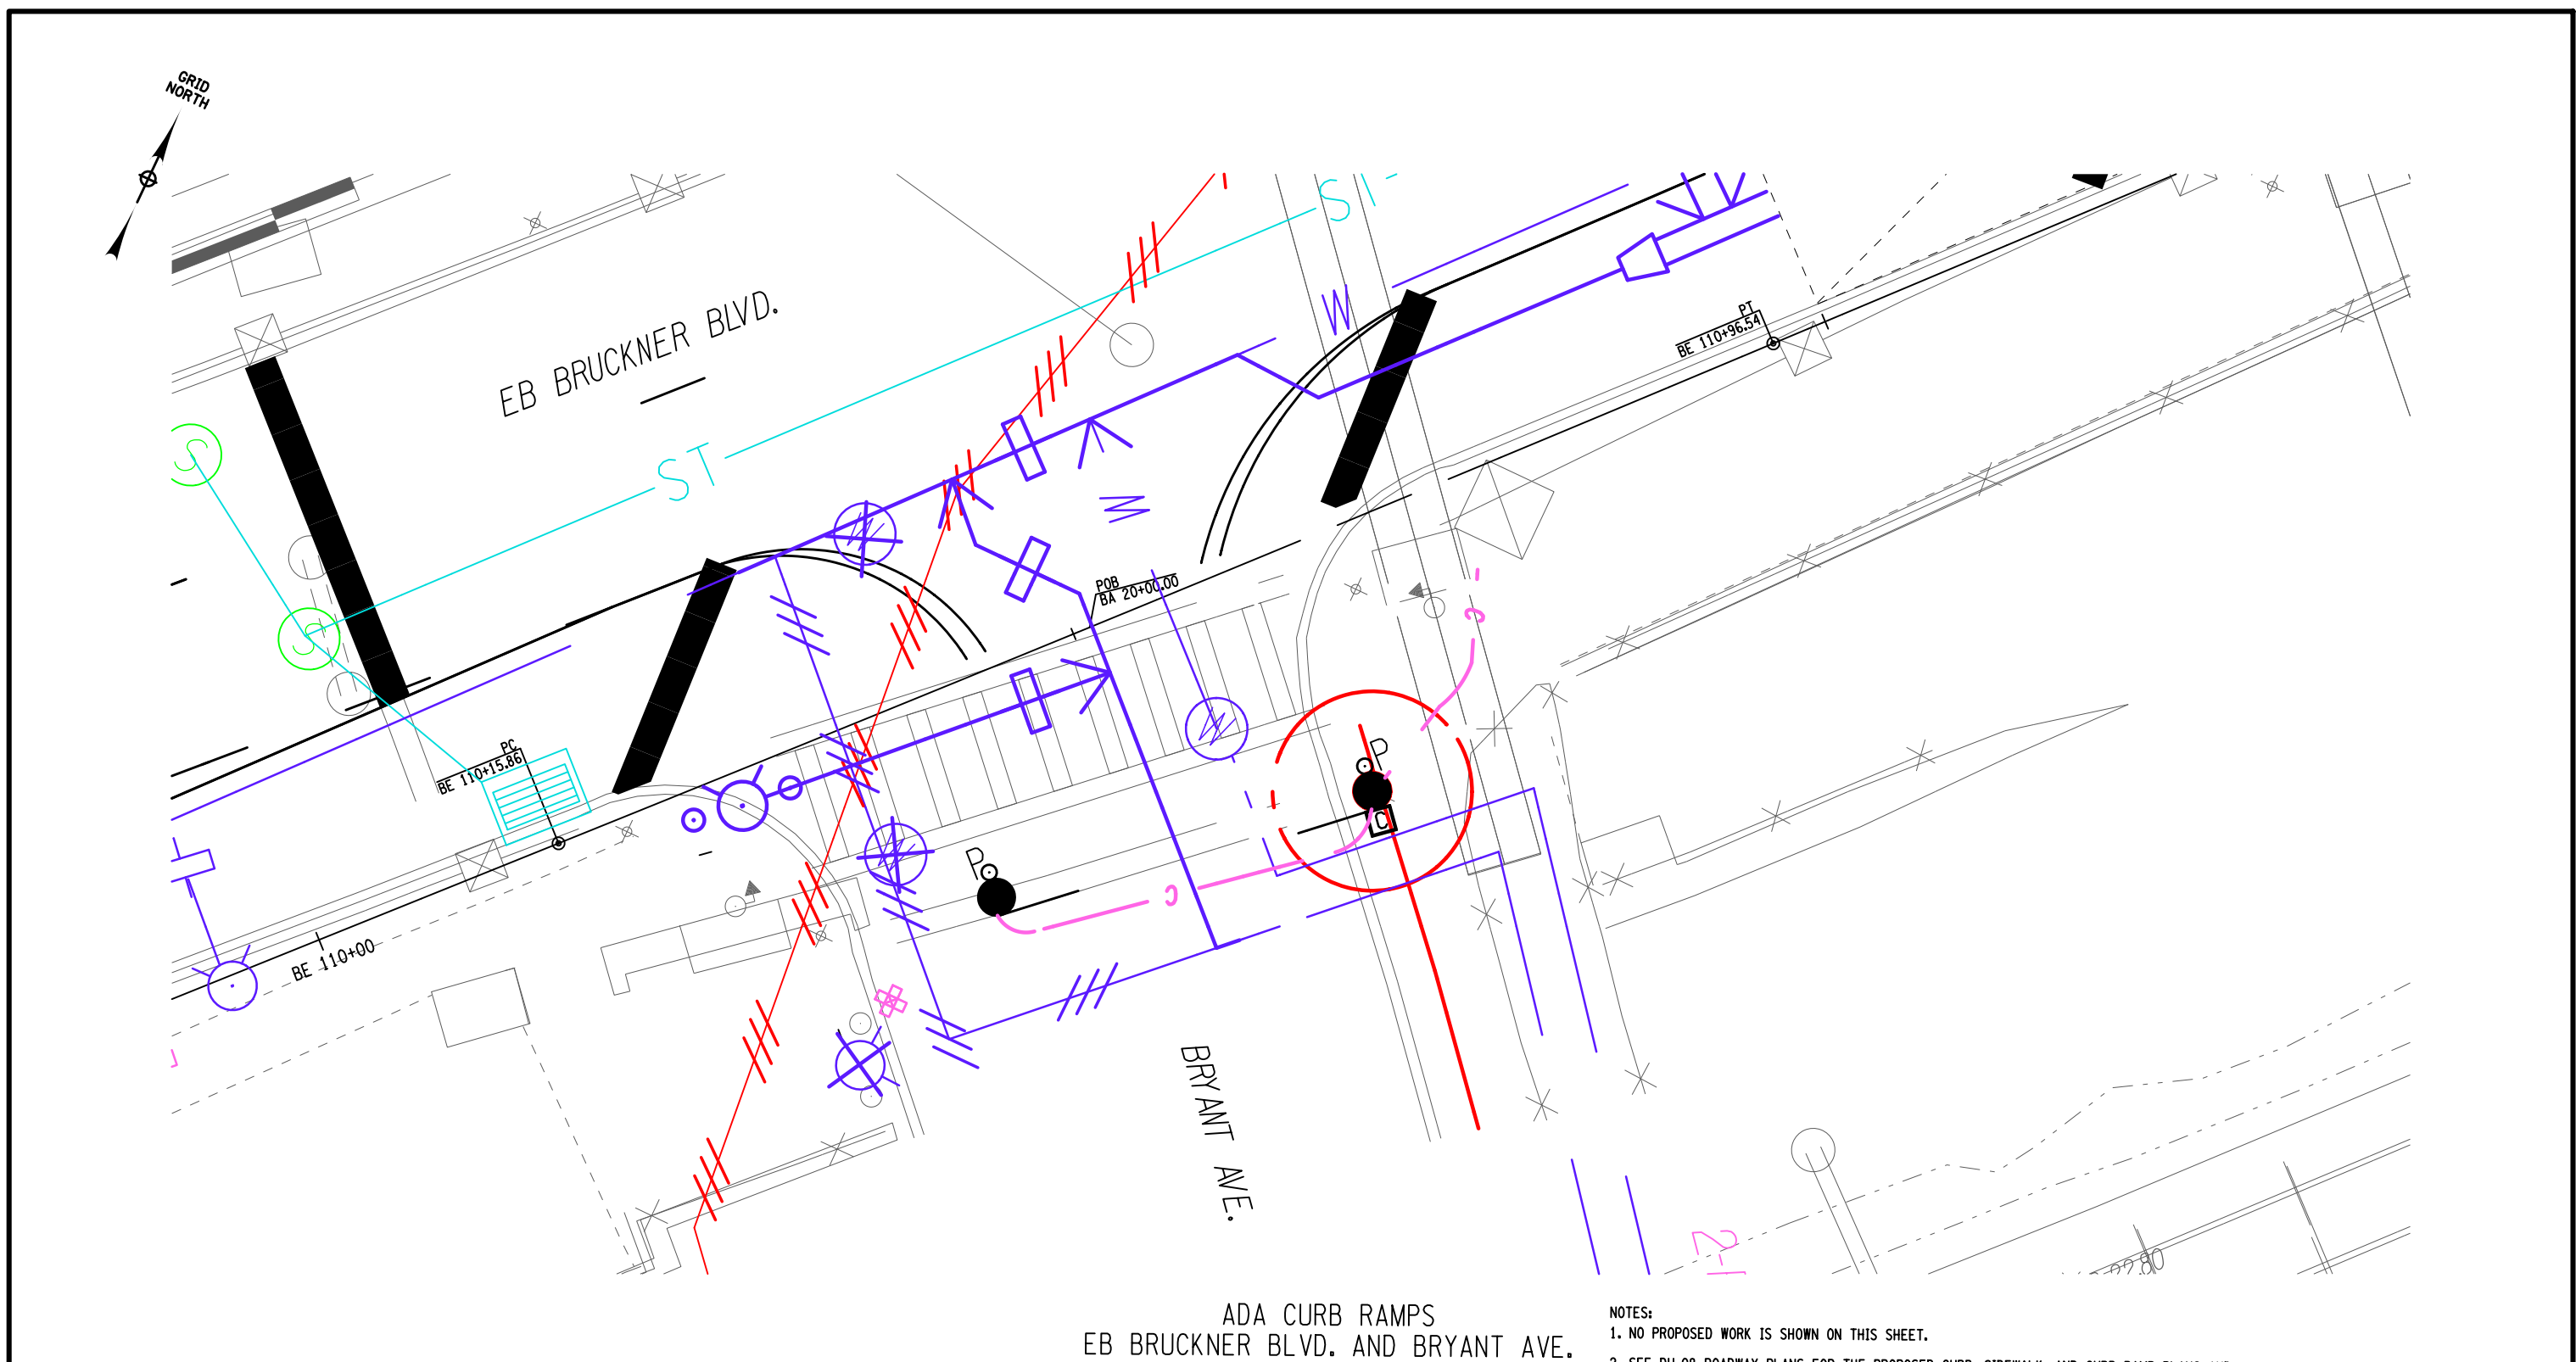 GRID
NORTH
ST
EB BRUCKNER BLVD.
W
PT
BE 110+96.54
S
ST
W
W
POB
BA 20+00.00
S
C
W
PC
BE 110+15.86
P
C
W
P
C
BE 110+00
BRYANT AVE.
ADA CURB RAMPS
EB BRUCKNER BLVD. AND BRYANT AVE.
NOTES:
1. NO PROPOSED WORK IS SHOWN ON THIS SHEET.